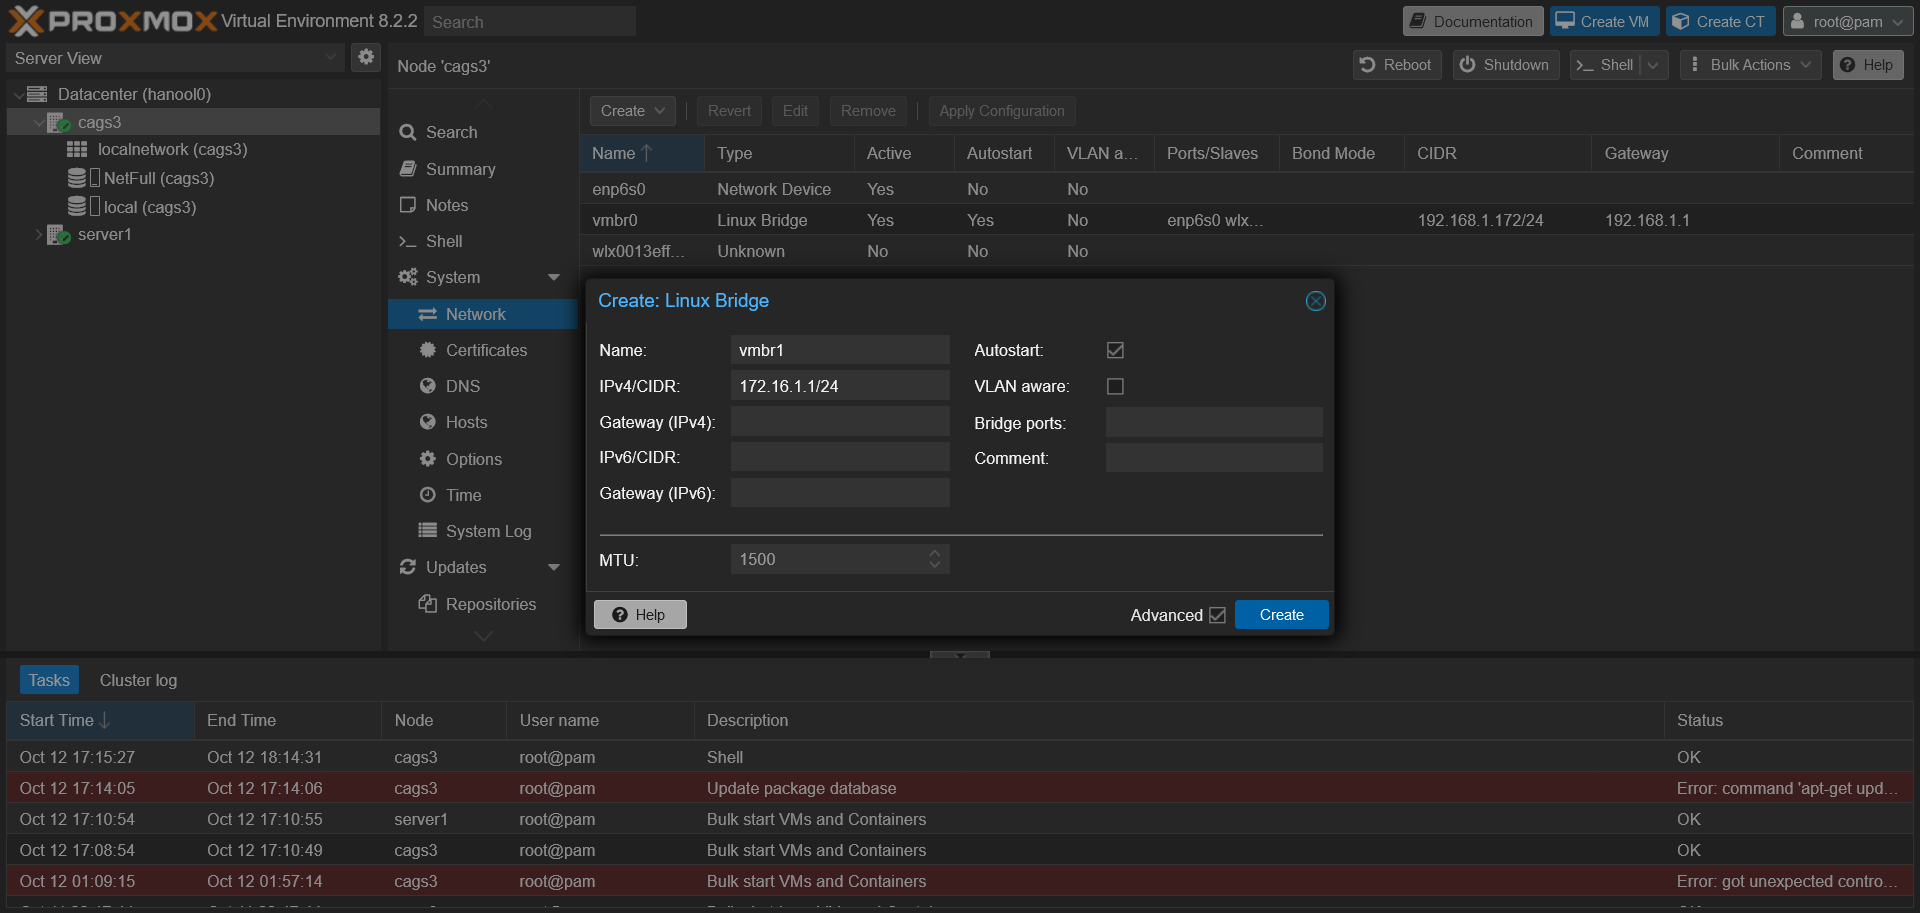 PROXMOX Virtual Environment 8.2.2 Search Documentation Create VM Create CT root@pam
Server View
Node 'cags3' Reboot Shutdown Shell Bulk Actions Help
Datacenter (hanool0)
cags3
localnetwork (cags3)
NetFull (cags3)
local (cags3)
server1
Search
Summary
Notes
Shell
System
Network
Certificates
DNS
Hosts
Options
Time
System Log
Updates
Repositories
Create Revert Edit Remove Apply Configuration
Name Type Active Autostart VLAN a... Ports/Slaves Bond Mode CIDR Gateway Comment
enp6s0 Network Device Yes No No
vmbr0 Linux Bridge Yes Yes No enp6s0 wlx... 192.168.1.172/24 192.168.1.1
wlx0013eff... Unknown No No No
Create: Linux Bridge
Name: vmbr1 Autostart:
IPv4/CIDR: 172.16.1.1/24 VLAN aware:
Gateway (IPv4): Bridge ports:
IPv6/CIDR: Comment:
Gateway (IPv6):
MTU: 1500
Help Advanced Create
Tasks Cluster log
Start Time End Time Node User name Description Status
Oct 12 17:15:27 Oct 12 18:14:31 cags3 root@pam Shell OK
Oct 12 17:14:05 Oct 12 17:14:06 cags3 root@pam Update package database Error: command 'apt-get upd...
Oct 12 17:10:54 Oct 12 17:10:55 server1 root@pam Bulk start VMs and Containers OK
Oct 12 17:08:54 Oct 12 17:10:49 cags3 root@pam Bulk start VMs and Containers OK
Oct 12 01:09:15 Oct 12 01:57:14 cags3 root@pam Bulk start VMs and Containers Error: got unexpected contro...